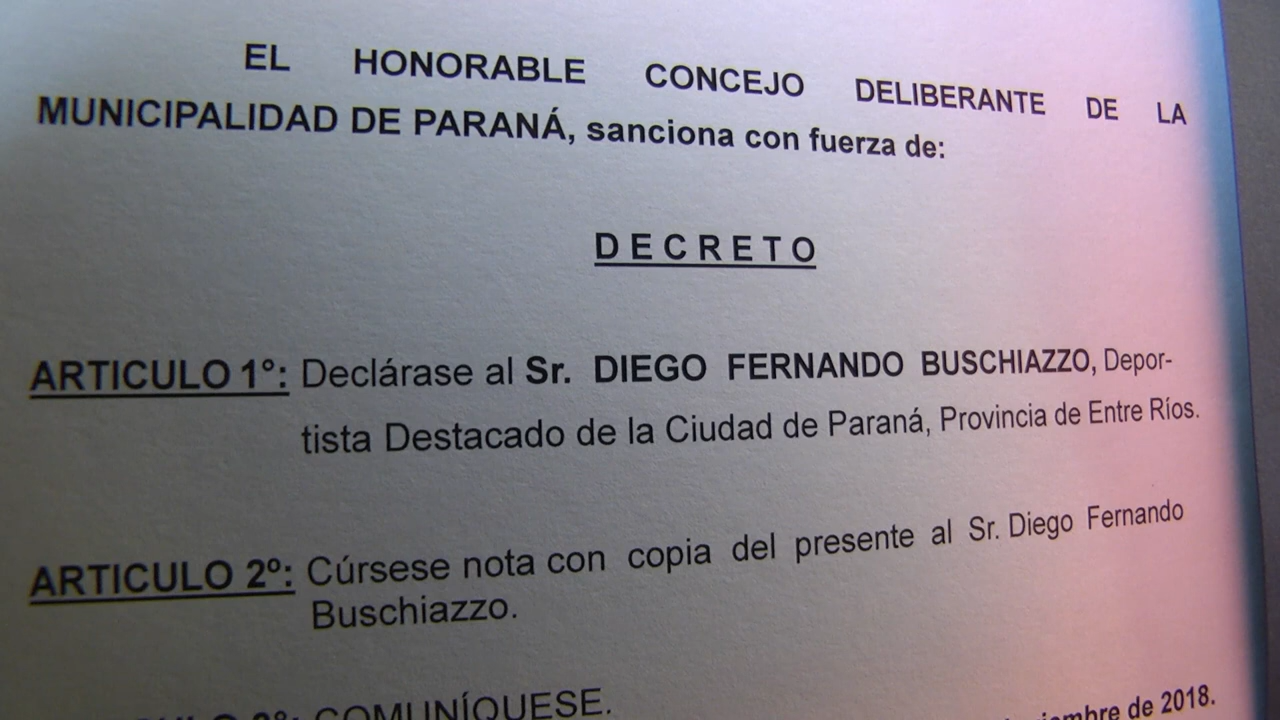 EL HONORABLE CONCEJO DELIBERANTE DE LA
MUNICIPALIDAD DE PARANÁ, sanciona con fuerza de:
DECRETO
ARTICULO 1º: Declárase al Sr. DIEGO FERNANDO BUSCHIAZZO, Depor-
tista Destacado de la Ciudad de Paraná, Provincia de Entre Ríos.
ARTICULO 2º: Cúrsese nota con copia del presente al Sr. Diego Fernando
Buschiazzo.
COMUNÍQUESE.
de 2018.